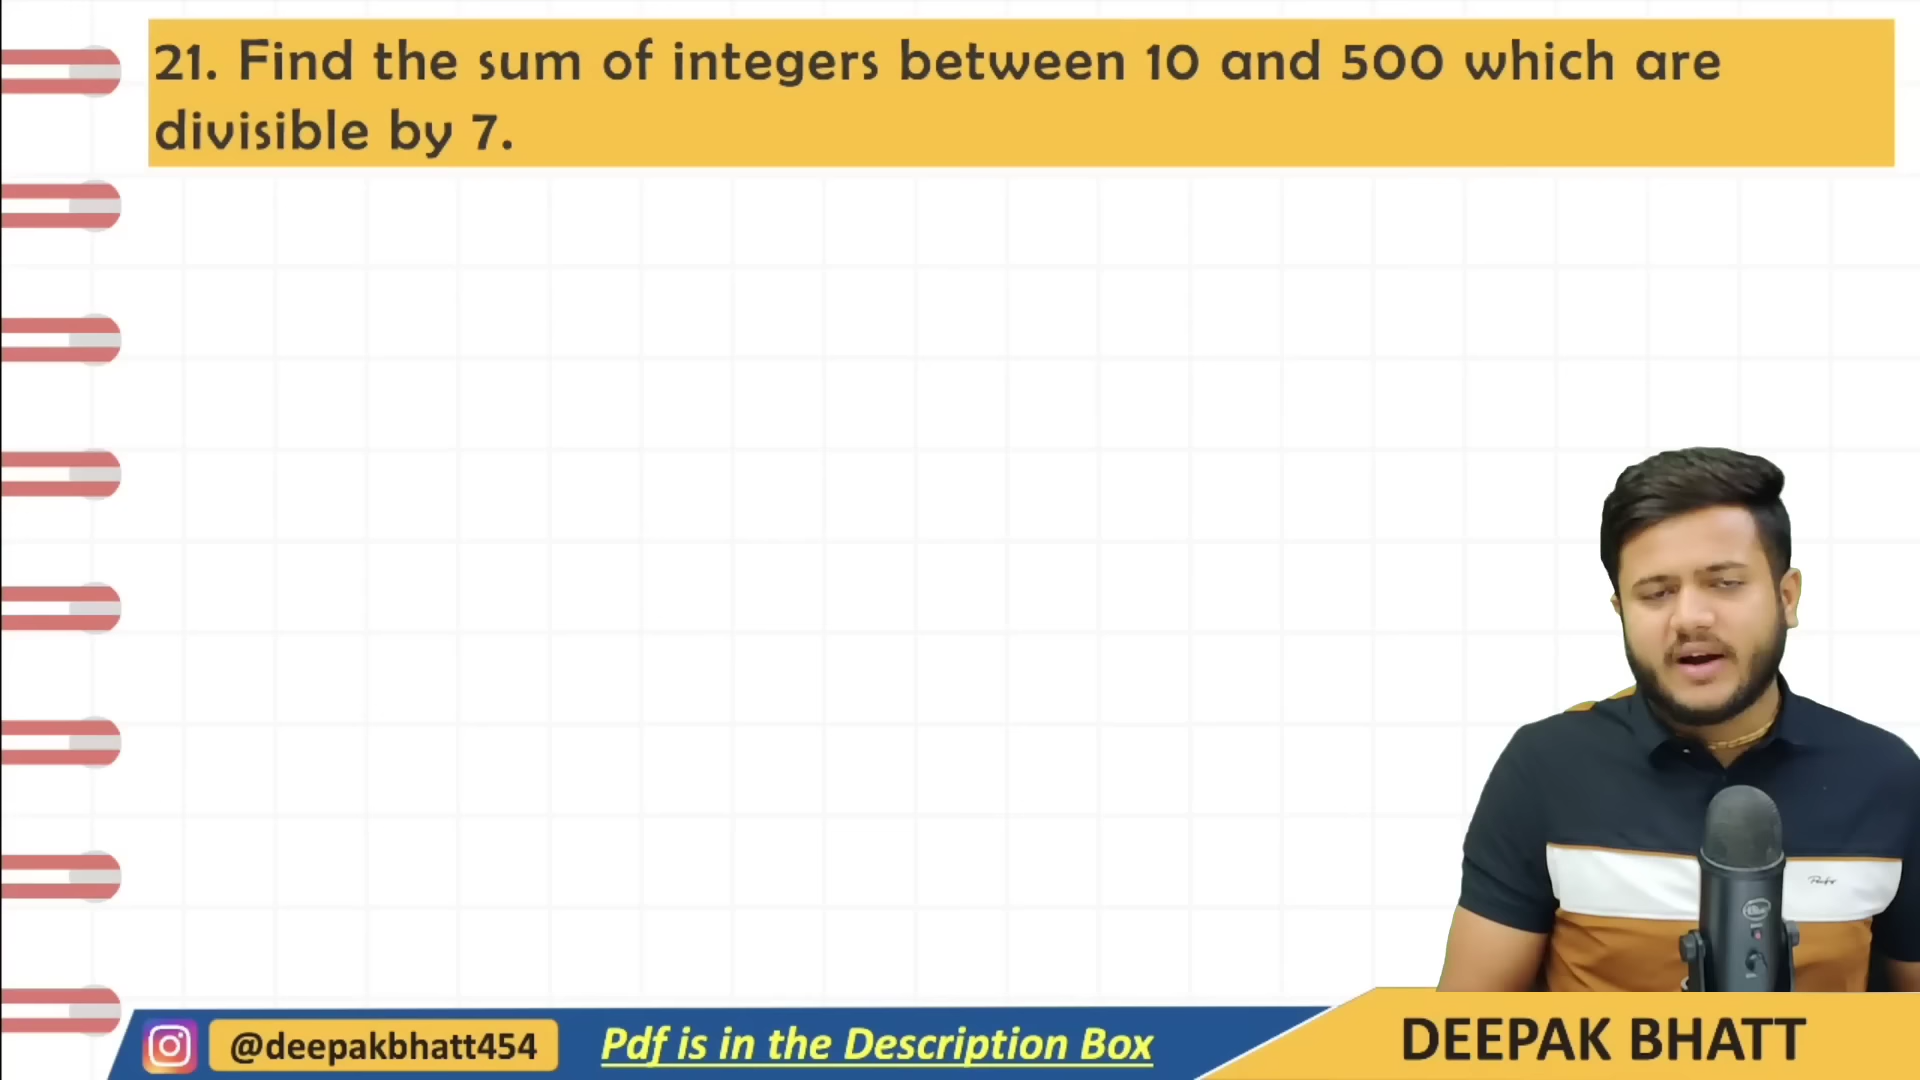 21. Find the sum of integers between 10 and 500 which are
divisible by 7.
@deepakbhatt454
Pdf is in the Description Box
DEEPAK BHATT